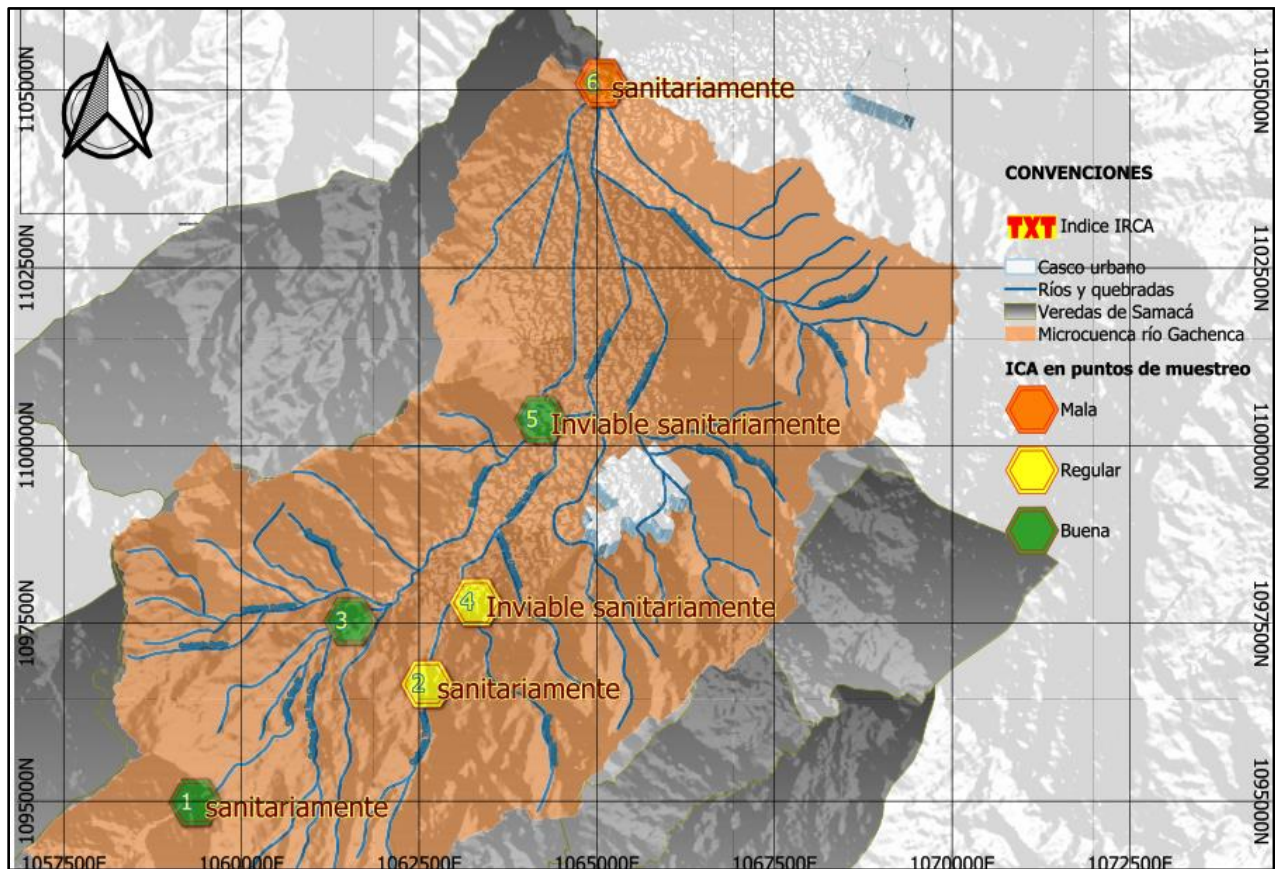 6 sanitariamente
5 Inviable sanitariamente
4 Inviable sanitariamente
3
2 sanitariamente
1 sanitariamente
CONVENCIONES
TXT Indice IRCA
Casco urbano
Ríos y quebradas
Veredas de Samacá
Microcuenca río Gachenca
ICA en puntos de muestreo
Mala
Regular
Buena
1105000N
1102500N
1100000N
1097500N
1095000N
1105000N
1102500N
1100000N
1097500N
1095000N
1057500E
1060000E
1062500E
1065000E
1067500E
1070000E
1072500E